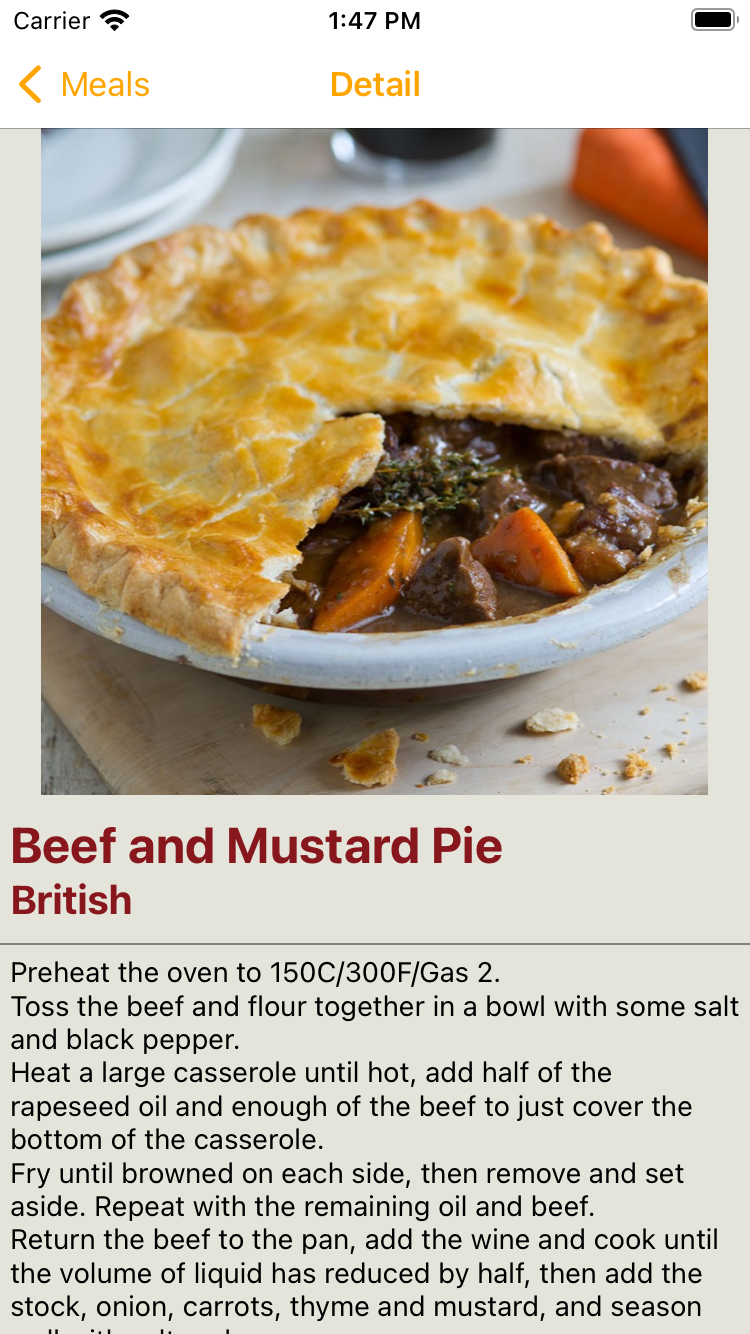 Carrier
1:47 PM
Meals
Detail
Beef and Mustard Pie
British
Preheat the oven to 150C/300F/Gas 2.
Toss the beef and flour together in a bowl with some salt
and black pepper.
Heat a large casserole until hot, add half of the
rapeseed oil and enough of the beef to just cover the
bottom of the casserole.
Fry until browned on each side, then remove and set
aside. Repeat with the remaining oil and beef.
Return the beef to the pan, add the wine and cook until
the volume of liquid has reduced by half, then add the
stock, onion, carrots, thyme and mustard, and season